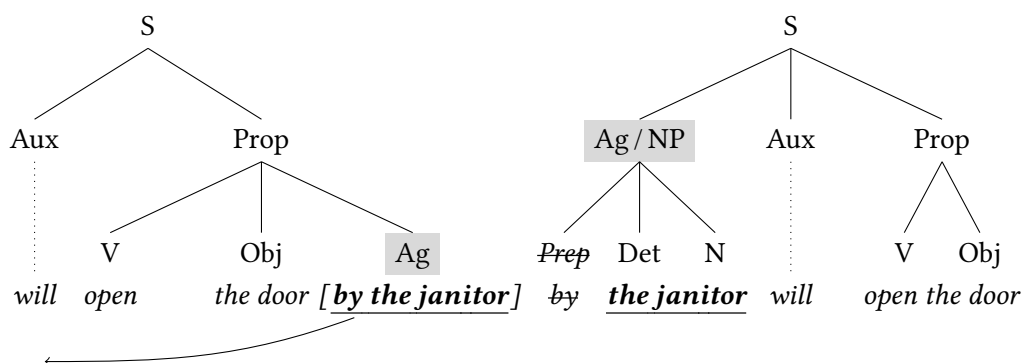 S S
Aux Prop Ag / NP Aux Prop
V Obj Ag Prep Det N V Obj
will open the door [by the janitor] by the janitor will open the door